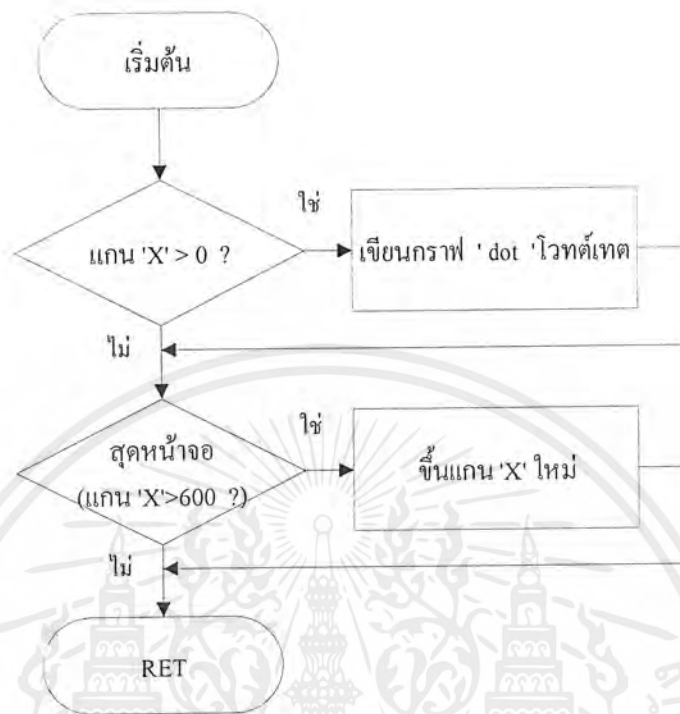 เริ่มต้น
ใช่
แกน 'X' > 0 ?
เขียนกราฟ ' dot 'โวทต์เทต
ไม่
ใช่
สุดหน้าจอ
(แกน 'X'>600 ?)
ขึ้นแกน 'X' ใหม่
ไม่
RET